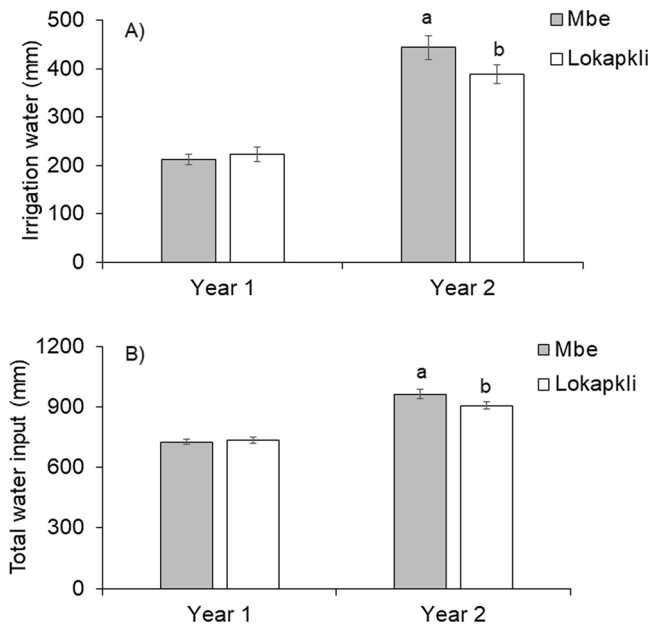 A)
Irrigation water (mm)
500
400
300
200
100
0
a
b
Mbe
Lokapkli
Year 1
Year 2
B)
Total water input (mm)
1200
900
600
300
0
a
b
Mbe
Lokapkli
Year 1
Year 2